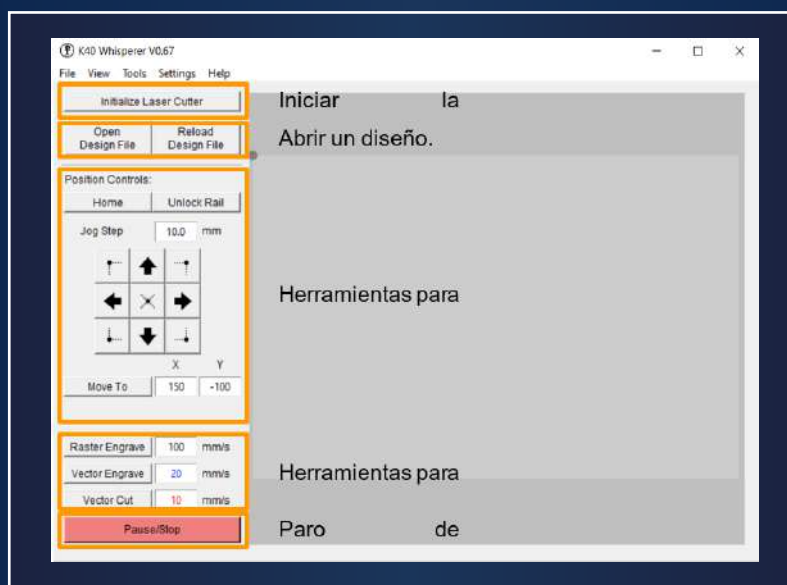 K40 Whisperer V0.67
File View Tools Settings Help
Initialize Laser Cutter
Iniciar la
Open Design File
Reload Design File
Abrir un diseño.
Position Controls:
Home Unlock Rail
Jog Step 10.0 mm
Herramientas para
X Y
Move To 150 -100
Raster Engrave 100 mm/s
Vector Engrave 20 mm/s
Herramientas para
Vector Cut 10 mm/s
Pause/Stop
Paro de